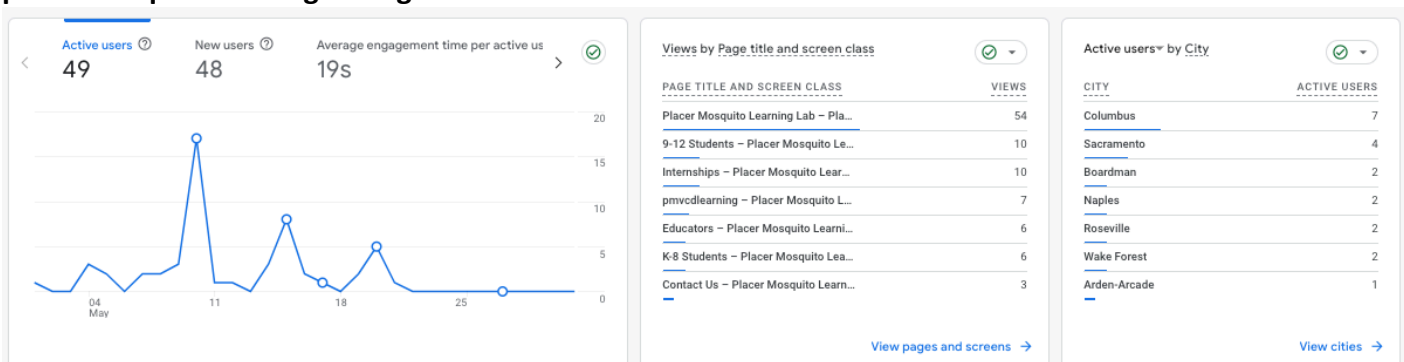 Active users
49
New users
48
Average engagement time per active us
19s
20
15
10
5
0
04
May
11
18
25
Views by Page title and screen class
PAGE TITLE AND SCREEN CLASS VIEWS
Placer Mosquito Learning Lab – Pla... 54
9-12 Students – Placer Mosquito Le... 10
Internships – Placer Mosquito Lear... 10
pmvcdlearning – Placer Mosquito L... 7
Educators – Placer Mosquito Learni... 6
K-8 Students – Placer Mosquito Lea... 6
Contact Us – Placer Mosquito Learn... 3
View pages and screens →
Active users by City
CITY ACTIVE USERS
Columbus 7
Sacramento 4
Boardman 2
Naples 2
Roseville 2
Wake Forest 2
Arden-Arcade 1
View cities →